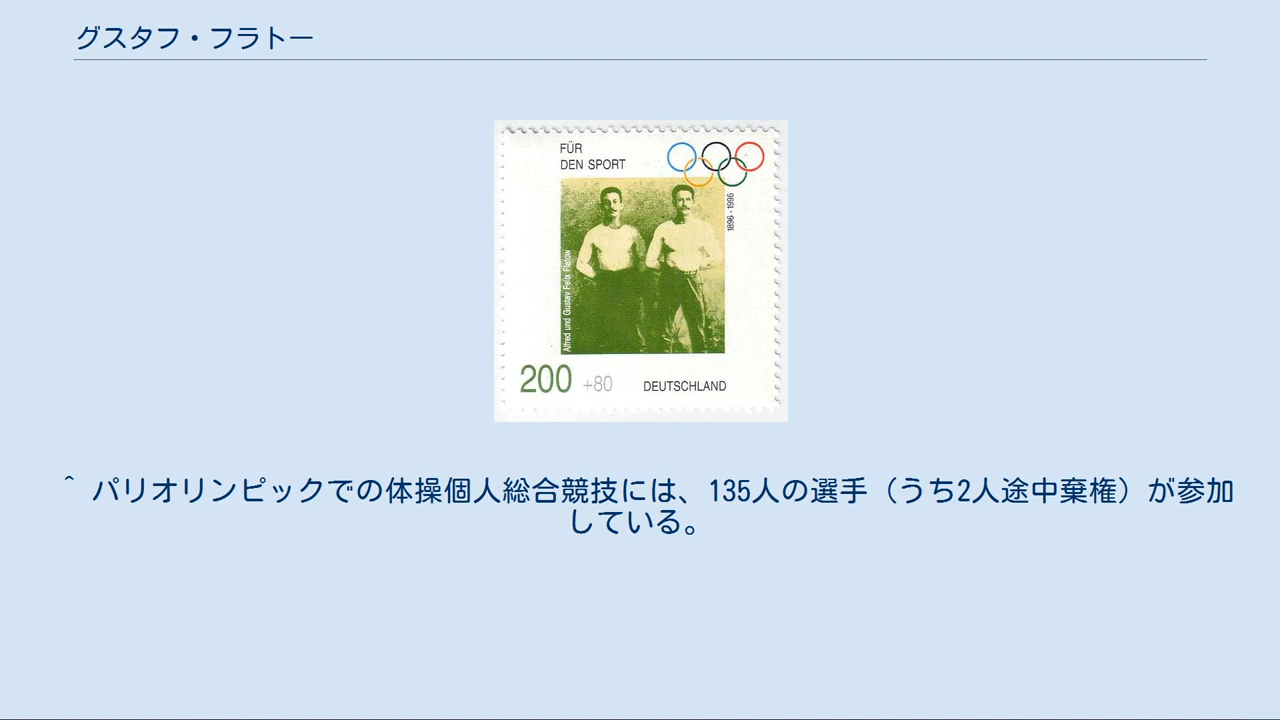 グスタフ・フラトー
FÜR
DEN SPORT
1896 - 1996
Alfred und Gustav Felix Flatow
200 +80 DEUTSCHLAND
^ パリオリンピックでの体操個人総合競技には、135人の選手（うち2人途中棄権）が参加
している。